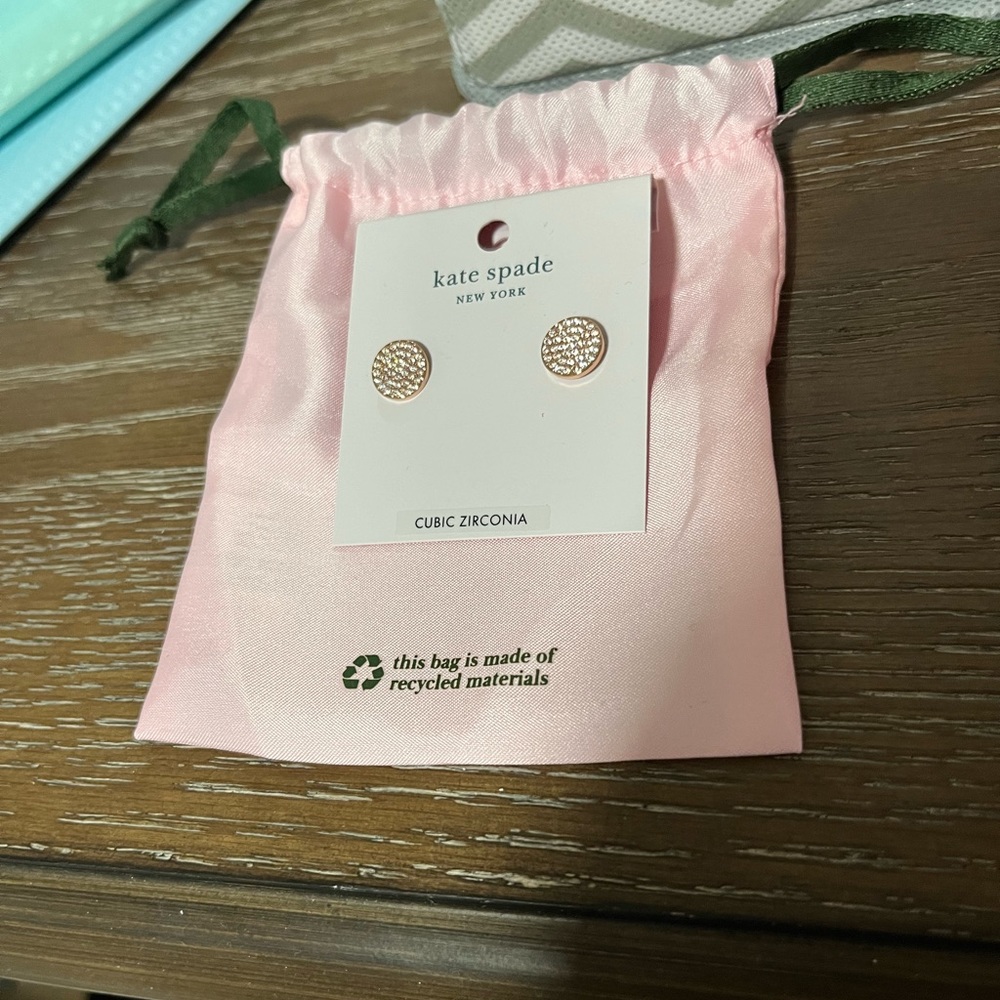 kate spade
NEW YORK
CUBIC ZIRCONIA
this bag is made of
recycled materials